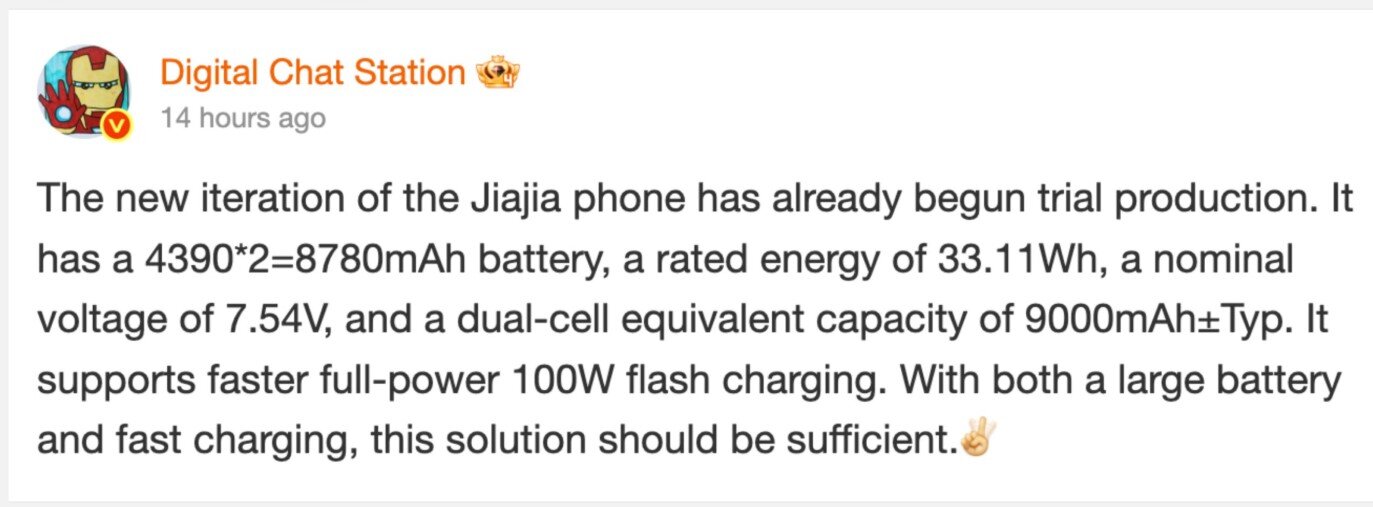 Digital Chat Station
14 hours ago
The new iteration of the Jiajia phone has already begun trial production. It
has a 4390*2=8780mAh battery, a rated energy of 33.11Wh, a nominal
voltage of 7.54V, and a dual-cell equivalent capacity of 9000mAh±Typ. It
supports faster full-power 100W flash charging. With both a large battery
and fast charging, this solution should be sufficient.✌🏼